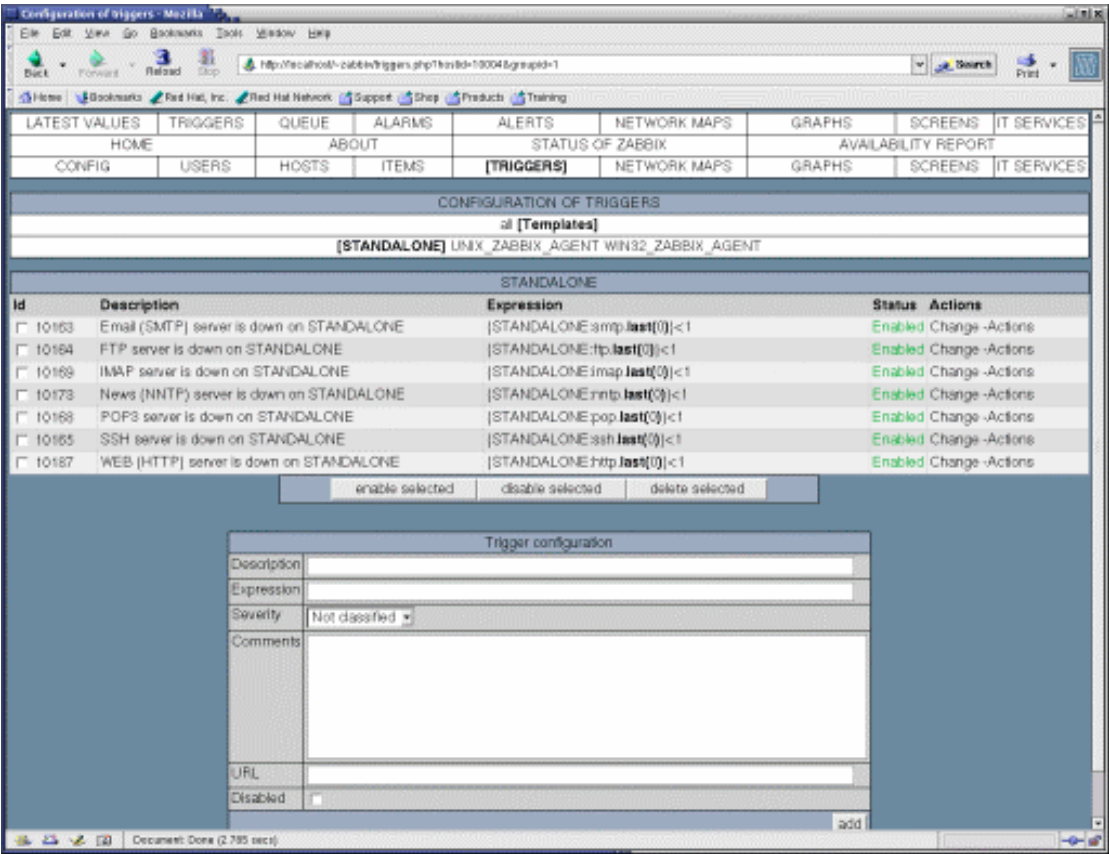 Configuration of triggers - Mozilla
File Edit View Go Bookmarks Tools Window Help
Back Forward Reload Stop http://localhost/~zabbix/triggers.php?hostid=10004&groupid=1 Search Print
Home Bookmarks Red Hat, Inc. Red Hat Network Support Shop Products Training
LATEST VALUES TRIGGERS QUEUE ALARMS ALERTS NETWORK MAPS GRAPHS SCREENS IT SERVICES
HOME ABOUT STATUS OF ZABBIX AVAILABILITY REPORT
CONFIG USERS HOSTS ITEMS [TRIGGERS] NETWORK MAPS GRAPHS SCREENS IT SERVICES
CONFIGURATION OF TRIGGERS
all [Templates]
[STANDALONE] UNIX_ZABBIX_AGENT WIN32_ZABBIX_AGENT
STANDALONE
Id Description Expression Status Actions
10163 Email (SMTP) server is down on STANDALONE {STANDALONE:smtp.last(0)}<1 Enabled Change -Actions
10164 FTP server is down on STANDALONE {STANDALONE:ftp.last(0)}<1 Enabled Change -Actions
10169 IMAP server is down on STANDALONE {STANDALONE:imap.last(0)}<1 Enabled Change -Actions
10173 News (NNTP) server is down on STANDALONE {STANDALONE:nntp.last(0)}<1 Enabled Change -Actions
10168 POP3 server is down on STANDALONE {STANDALONE:pop.last(0)}<1 Enabled Change -Actions
10165 SSH server is down on STANDALONE {STANDALONE:ssh.last(0)}<1 Enabled Change -Actions
10167 WEB (HTTP) server is down on STANDALONE {STANDALONE:http.last(0)}<1 Enabled Change -Actions
enable selected disable selected delete selected
Trigger configuration
Description
Expression
Severity Not classified
Comments
URL
Disabled
add
Document: Done (2.785 secs)